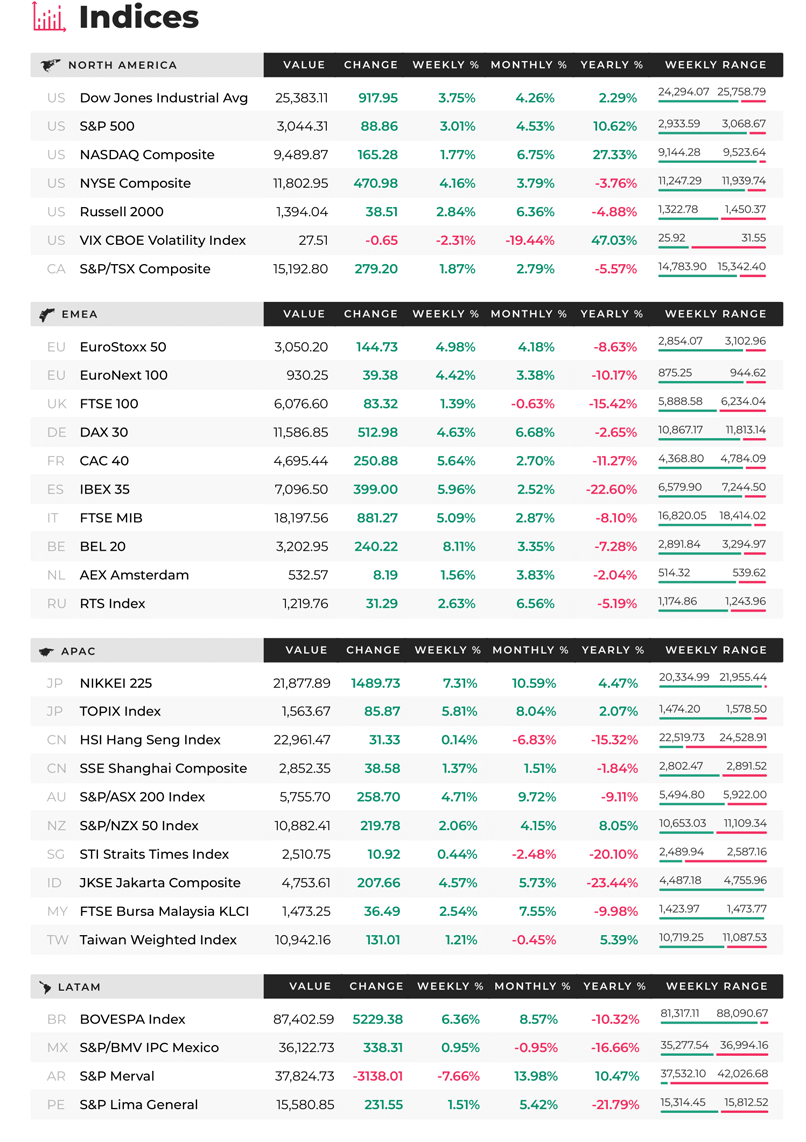 Indices
NORTH AMERICA VALUE CHANGE WEEKLY % MONTHLY % YEARLY % WEEKLY RANGE
US Dow Jones Industrial Avg 25,383.11 917.95 3.75% 4.26% 2.29% 24,294.07 25,758.79
US S&P 500 3,044.31 88.86 3.01% 4.53% 10.62% 2,933.59 3,068.67
US NASDAQ Composite 9,489.87 165.28 1.77% 6.75% 27.33% 9,144.28 9,523.64
US NYSE Composite 11,802.95 470.98 4.16% 3.79% -3.76% 11,247.29 11,939.74
US Russell 2000 1,394.04 38.51 2.84% 6.36% -4.88% 1,322.78 1,450.37
US VIX CBOE Volatility Index 27.51 -0.65 -2.31% -19.44% 47.03% 25.92 31.55
CA S&P/TSX Composite 15,192.80 279.20 1.87% 2.79% -5.57% 14,783.90 15,342.40
EMEA VALUE CHANGE WEEKLY % MONTHLY % YEARLY % WEEKLY RANGE
EU EuroStoxx 50 3,050.20 144.73 4.98% 4.18% -8.63% 2,854.07 3,102.96
EU EuroNext 100 930.25 39.38 4.42% 3.38% -10.17% 875.25 944.62
UK FTSE 100 6,076.60 83.32 1.39% -0.63% -15.42% 5,888.58 6,234.04
DE DAX 30 11,586.85 512.98 4.63% 6.68% -2.65% 10,867.17 11,813.14
FR CAC 40 4,695.44 250.88 5.64% 2.70% -11.27% 4,368.80 4,784.09
ES IBEX 35 7,096.50 399.00 5.96% 2.52% -22.60% 6,579.90 7,244.50
IT FTSE MIB 18,197.56 881.27 5.09% 2.87% -8.10% 16,820.05 18,414.02
BE BEL 20 3,202.95 240.22 8.11% 3.35% -7.28% 2,891.84 3,294.97
NL AEX Amsterdam 532.57 8.19 1.56% 3.83% -2.04% 514.32 539.62
RU RTS Index 1,219.76 31.29 2.63% 6.56% -5.19% 1,174.86 1,243.96
APAC VALUE CHANGE WEEKLY % MONTHLY % YEARLY % WEEKLY RANGE
JP NIKKEI 225 21,877.89 1489.73 7.31% 10.59% 4.47% 20,334.99 21,955.44
JP TOPIX Index 1,563.67 85.87 5.81% 8.04% 2.07% 1,474.20 1,578.50
CN HSI Hang Seng Index 22,961.47 31.33 0.14% -6.83% -15.32% 22,519.73 24,528.91
CN SSE Shanghai Composite 2,852.35 38.58 1.37% 1.51% -1.84% 2,802.47 2,891.52
AU S&P/ASX 200 Index 5,755.70 258.70 4.71% 9.72% -9.11% 5,494.80 5,922.00
NZ S&P/NZX 50 Index 10,882.41 219.78 2.06% 4.15% 8.05% 10,653.03 11,109.34
SG STI Straits Times Index 2,510.75 10.92 0.44% -2.48% -20.10% 2,489.94 2,587.16
ID JKSE Jakarta Composite 4,753.61 207.66 4.57% 5.73% -23.44% 4,487.18 4,755.96
MY FTSE Bursa Malaysia KLCI 1,473.25 36.49 2.54% 7.55% -9.98% 1,423.97 1,473.77
TW Taiwan Weighted Index 10,942.16 131.01 1.21% -0.45% 5.39% 10,719.25 11,087.53
LATAM VALUE CHANGE WEEKLY % MONTHLY % YEARLY % WEEKLY RANGE
BR BOVESPA Index 87,402.59 5229.38 6.36% 8.57% -10.32% 81,317.11 88,090.67
MX S&P/BMV IPC Mexico 36,122.73 338.31 0.95% -0.95% -16.66% 35,277.54 36,994.16
AR S&P Merval 37,824.73 -3138.01 -7.66% 13.98% 10.47% 37,532.10 42,026.68
PE S&P Lima General 15,580.85 231.55 1.51% 5.42% -21.79% 15,314.45 15,812.52